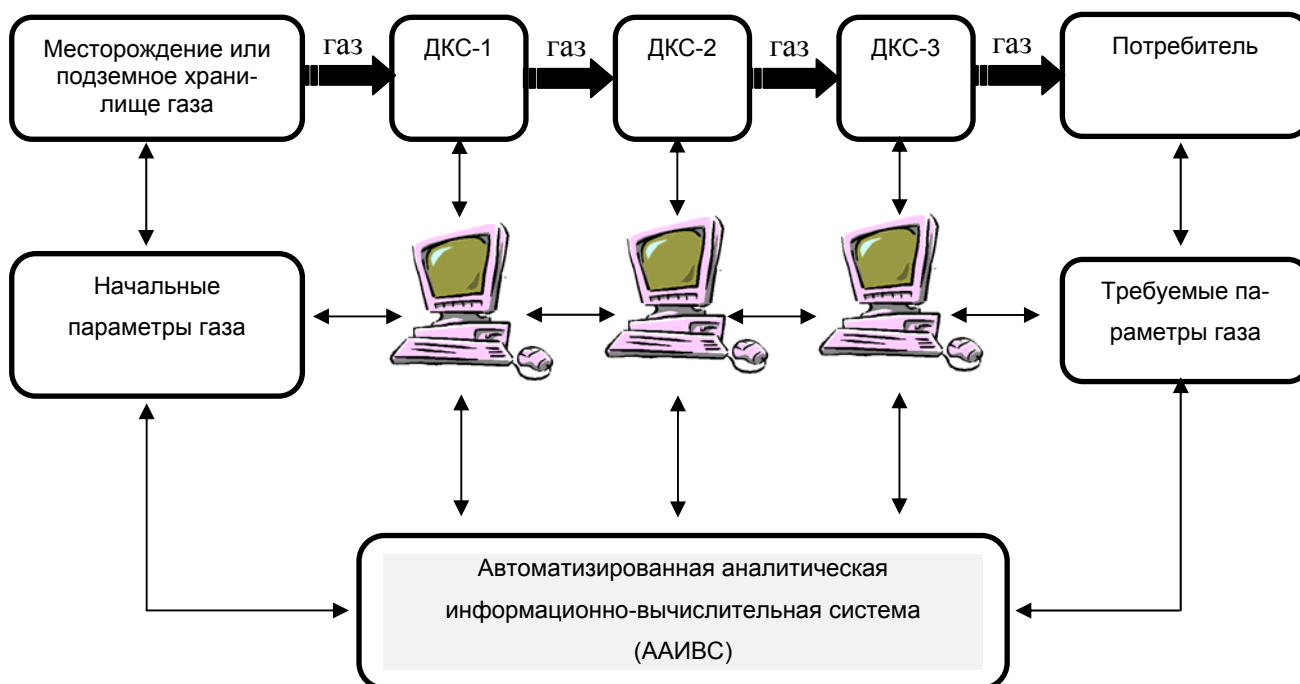 Месторождение или
подземное храни-
лище газа
газ
ДКС-1
газ
ДКС-2
газ
ДКС-3
газ
Потребитель
Начальные
параметры газа
Требуемые па-
раметры газа
Автоматизированная аналитическая
информационно-вычислительная система
(ААИВС)